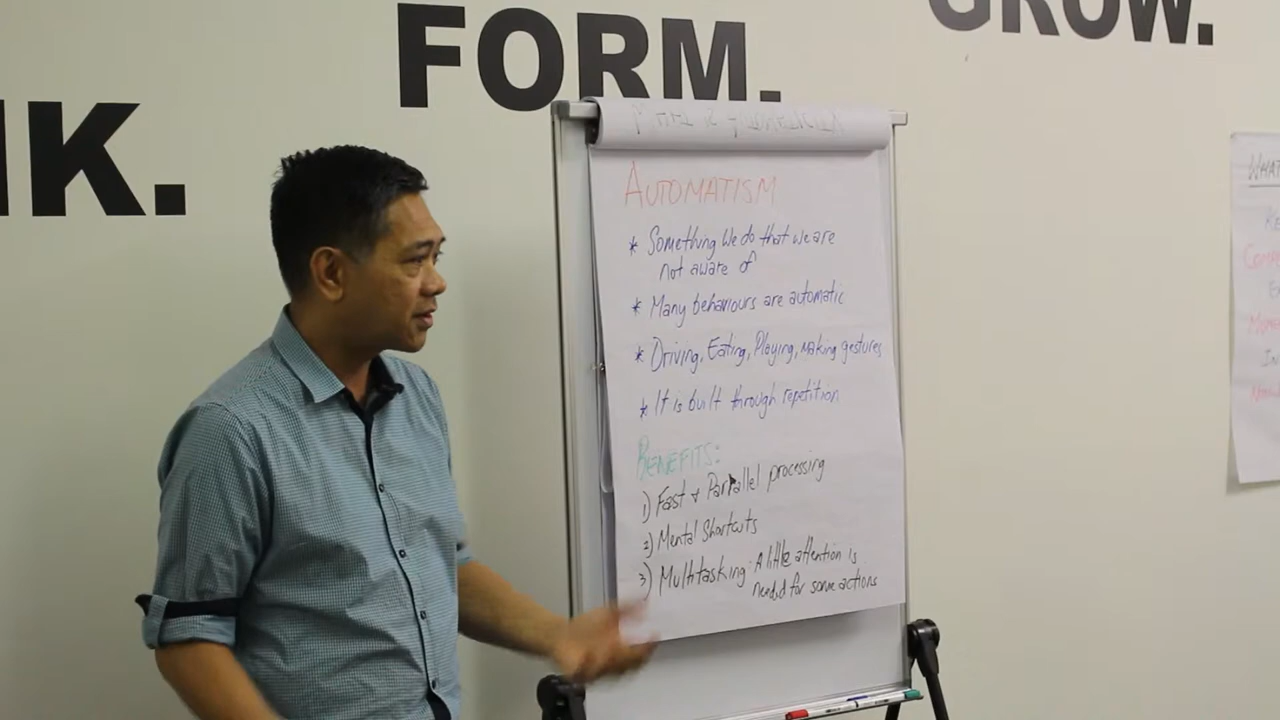 NK.
FORM.
GROW.
AUTOMATISM
* Something we do that we are
not aware of
* Many behaviours are automatic
* Driving, Eating, Playing, Making gestures
* It is built through repetition
BENEFITS:
1) Fast & Parallel processing
2) Mental Shortcuts
3) Multitasking: A little attention is
needed for some actions
WHAT